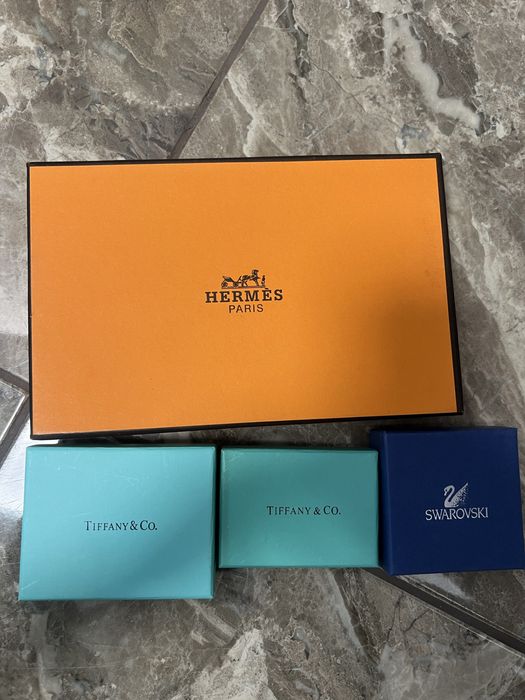 HERMÈS
PARIS
TIFFANY & CO.
TIFFANY & CO.
SWAROVSKI